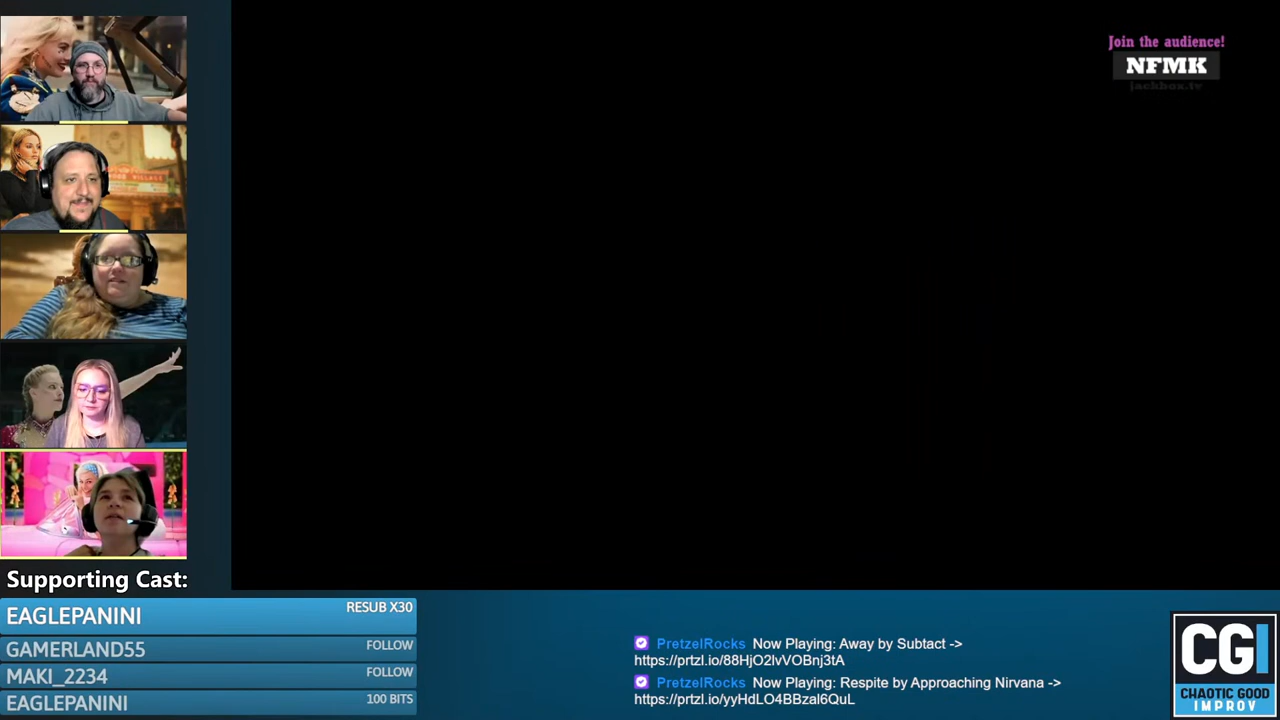 Join the audience!
NFMK
jackbox.tv
Supporting Cast:
EAGLEPANINI RESUB X30
GAMERLAND55 FOLLOW
MAKI_2234 FOLLOW
EAGLEPANINI 100 BITS
PretzelRocks Now Playing: Away by Subtact ->
https://prtzl.io/88HjO2lvVOBnj3tA
PretzelRocks Now Playing: Respite by Approaching Nirvana ->
https://prtzl.io/yyHdLO4BBzal6QuL
CGI
CHAOTIC GOOD
IMPROV